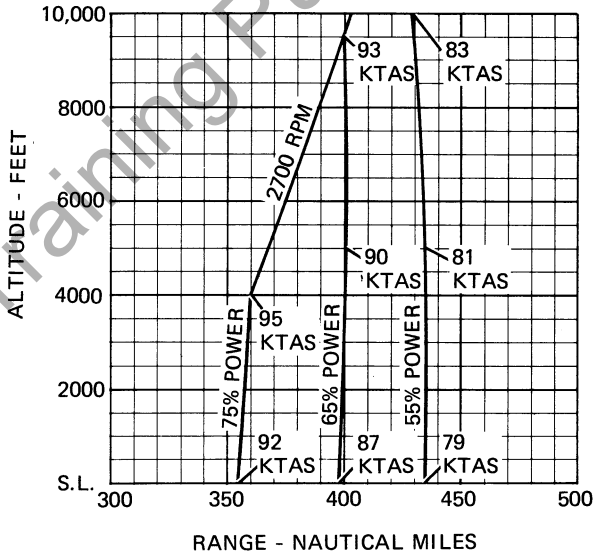 10,000
93
KTAS
83
KTAS
8000
2700 RPM
6000
ALTITUDE - FEET
90
KTAS
81
KTAS
4000
95
KTAS
75% POWER
65% POWER
55% POWER
2000
92
KTAS
87
KTAS
79
KTAS
S.L.
300 350 400 450 500
RANGE - NAUTICAL MILES
Training